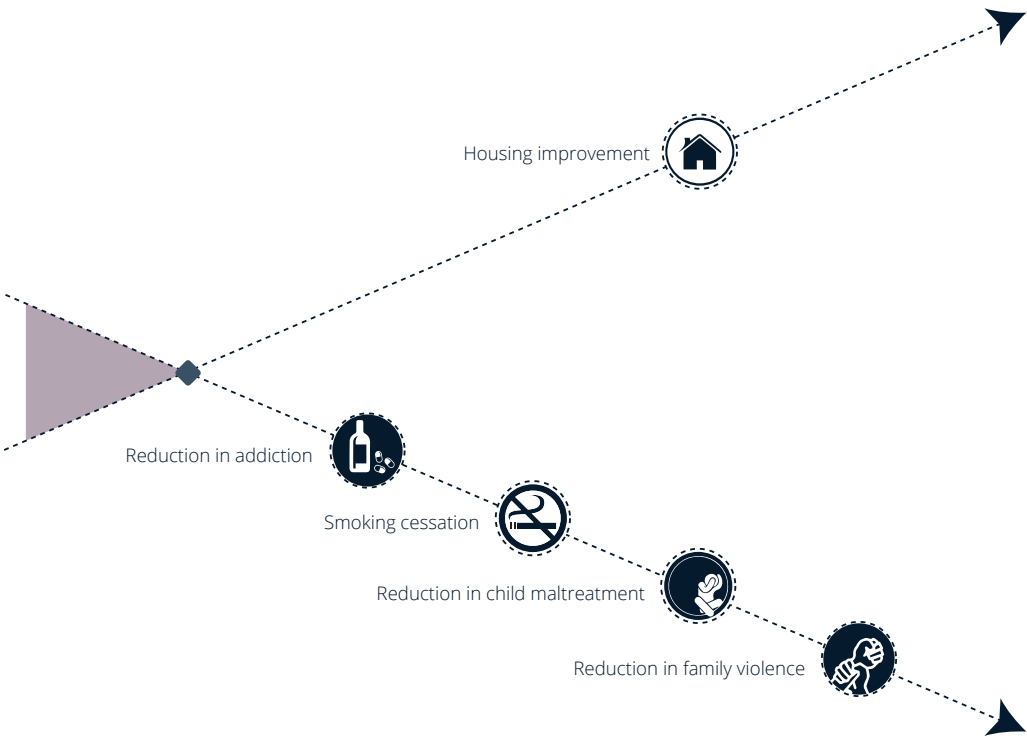 Housing improvement
Reduction in addiction
Smoking cessation
Reduction in child maltreatment
Reduction in family violence